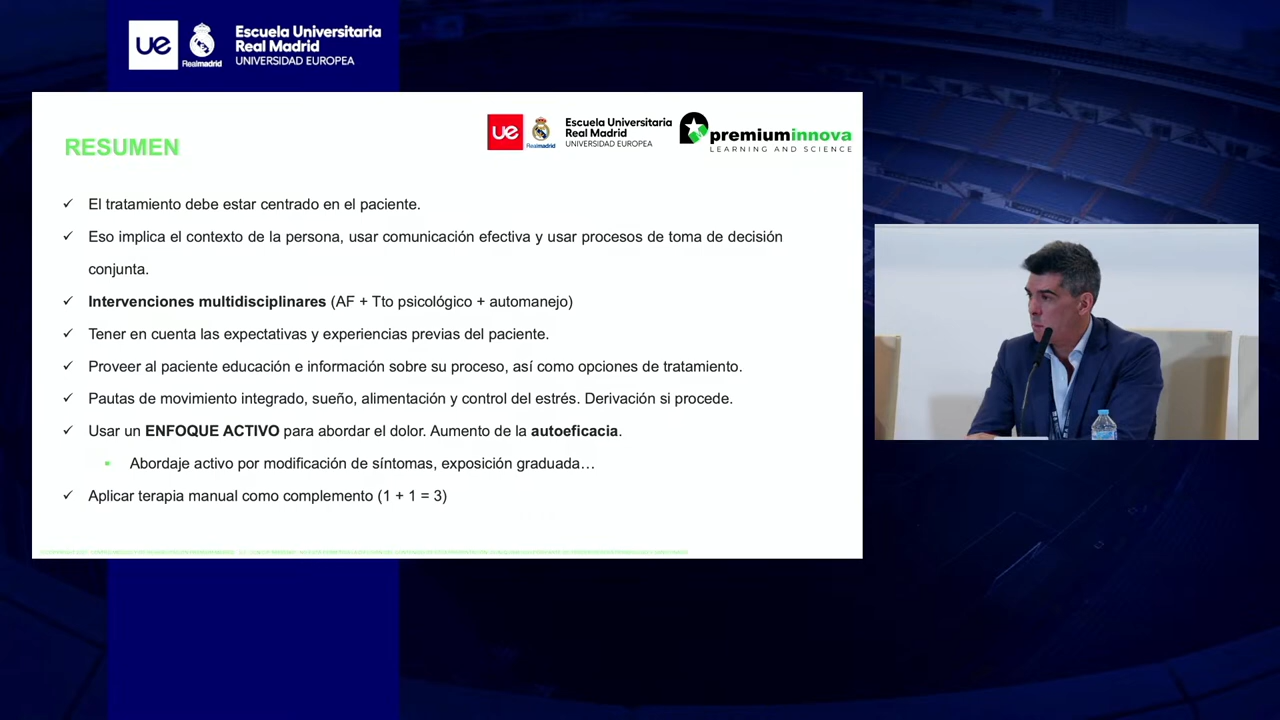 ue
Realmadrid
Escuela Universitaria
Real Madrid
UNIVERSIDAD EUROPEA
RESUMEN
ue
Realmadrid
Escuela Universitaria
Real Madrid
UNIVERSIDAD EUROPEA
premiuminnova
LEARNING AND SCIENCE
✓ El tratamiento debe estar centrado en el paciente.
✓ Eso implica el contexto de la persona, usar comunicación efectiva y usar procesos de toma de decisión
conjunta.
✓ Intervenciones multidisciplinares (AF + Tto psicológico + automanejo)
✓ Tener en cuenta las expectativas y experiencias previas del paciente.
✓ Proveer al paciente educación e información sobre su proceso, así como opciones de tratamiento.
✓ Pautas de movimiento integrado, sueño, alimentación y control del estrés. Derivación si procede.
✓ Usar un ENFOQUE ACTIVO para abordar el dolor. Aumento de la autoeficacia.
▪ Abordaje activo por modificación de síntomas, exposición graduada…
✓ Aplicar terapia manual como complemento (1 + 1 = 3)